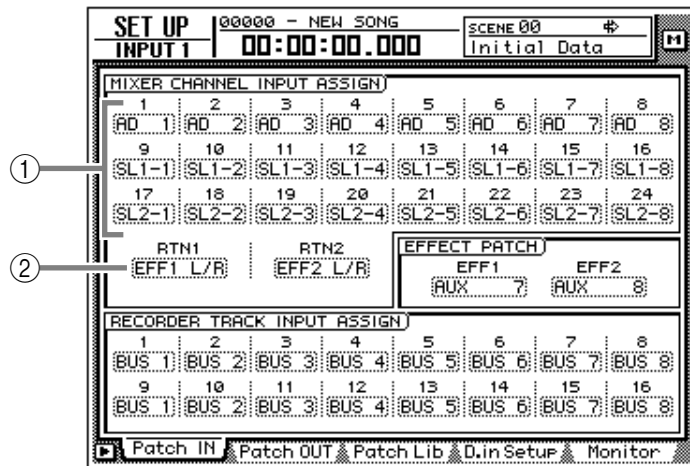 SET UP
INPUT 1
00000 - NEW SONG
00:00:00.000
SCENE 00
Initial Data
M
MIXER CHANNEL INPUT ASSIGN
1 2 3 4 5 6 7 8
AD 1 AD 2 AD 3 AD 4 AD 5 AD 6 AD 7 AD 8
9 10 11 12 13 14 15 16
SL1-1 SL1-2 SL1-3 SL1-4 SL1-5 SL1-6 SL1-7 SL1-8
17 18 19 20 21 22 23 24
SL2-1 SL2-2 SL2-3 SL2-4 SL2-5 SL2-6 SL2-7 SL2-8
1
2
RTN1 RTN2
EFF1 L/R EFF2 L/R
EFFECT PATCH
EFF1 EFF2
AUX 7 AUX 8
RECORDER TRACK INPUT ASSIGN
1 2 3 4 5 6 7 8
BUS 1 BUS 2 BUS 3 BUS 4 BUS 5 BUS 6 BUS 7 BUS 8
9 10 11 12 13 14 15 16
BUS 1 BUS 2 BUS 3 BUS 4 BUS 5 BUS 6 BUS 7 BUS 8
Patch IN Patch OUT Patch Lib D.in Setup Monitor